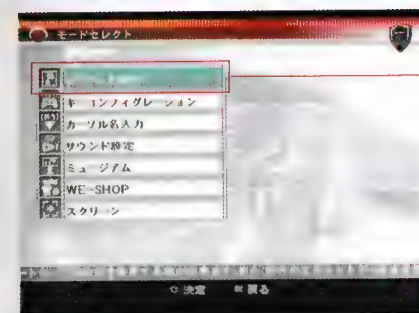 モードセレクト
キーコンフィグレーション
カーソル名入力
サウンド設定
ミュージアム
WE-SHOP
スクリーン
決定 戻る